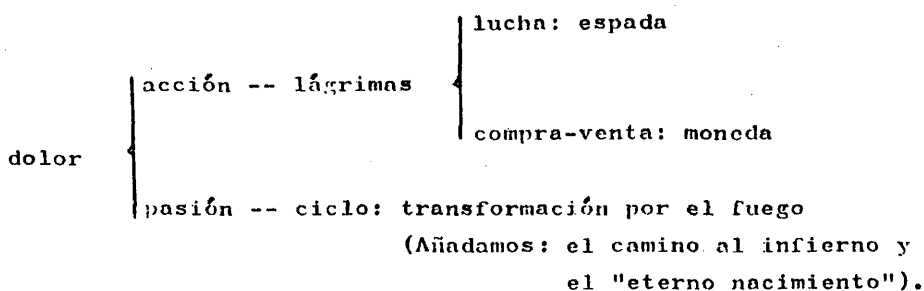 lucha: espada
acción -- lágrimas
compra-venta: moneda
dolor
pasión -- ciclo: transformación por el fuego
(Añadamos: el camino al infierno y
el "eterno nacimiento").